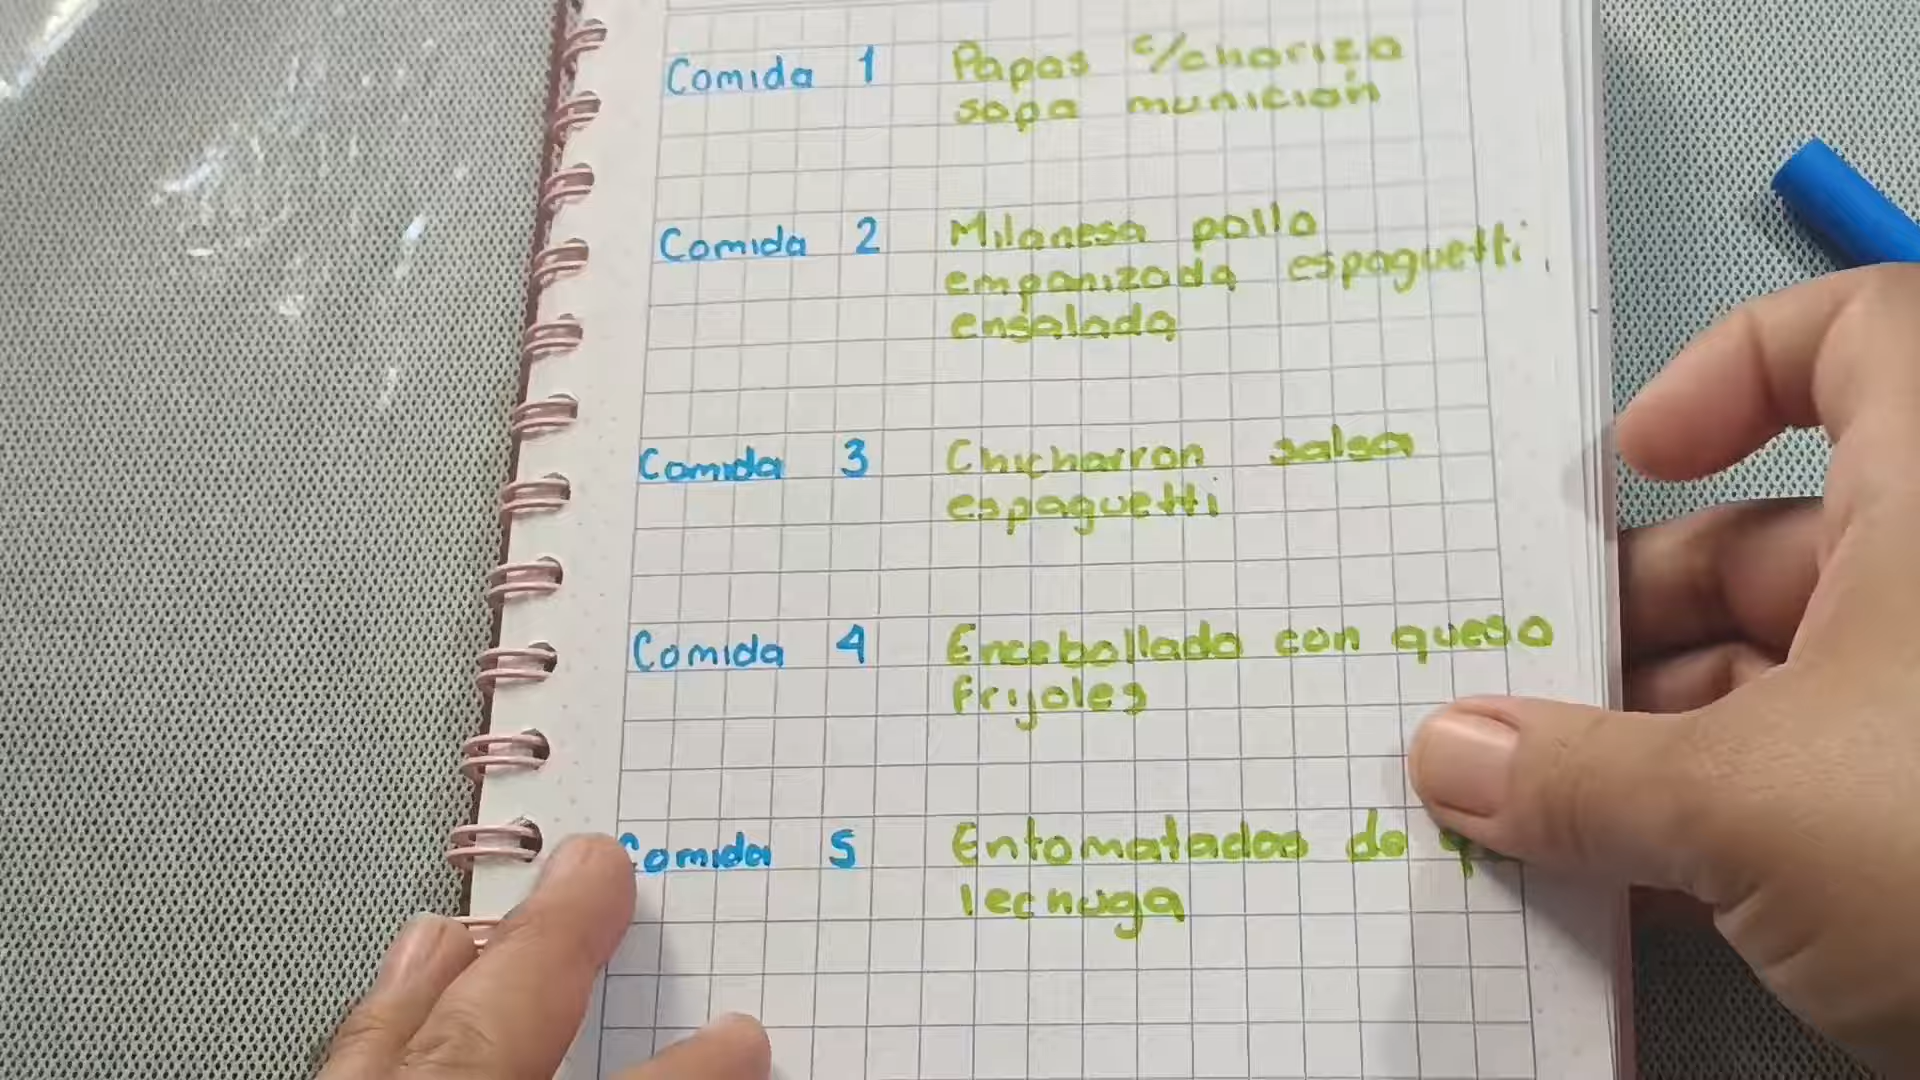 Comida 1 Papas c/chorizo
sopa munición
Comida 2 Milanesa pollo
empanizada espaguetti,
ensalada
Comida 3 Chicharron salsa
espaguetti
Comida 4 Encebollado con queso
Frijoles
Comida 5 Entomatadas de
lechuga